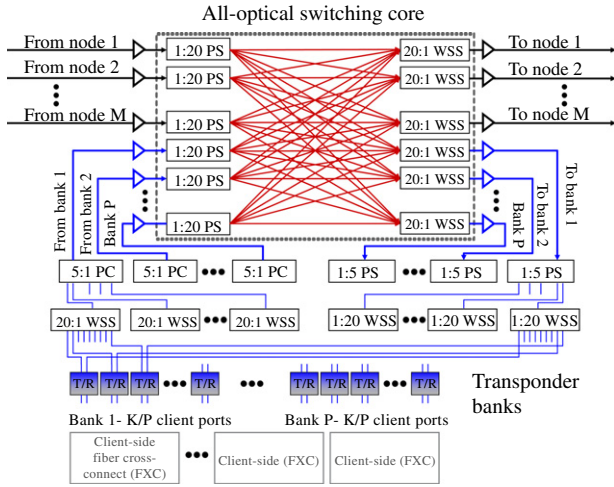 All-optical switching core
From node 1
1:20 PS
20:1 WSS
To node 1
From node 2
1:20 PS
20:1 WSS
To node 2
From node M
1:20 PS
20:1 WSS
To node M
1:20 PS
20:1 WSS
1:20 PS
20:1 WSS
1:20 PS
20:1 WSS
From bank 1
From bank 2
Bank P
Bank P
To bank 2
To bank 1
5:1 PC
5:1 PC
5:1 PC
1:5 PS
1:5 PS
1:5 PS
20:1 WSS
20:1 WSS
20:1 WSS
1:20 WSS
1:20 WSS
1:20 WSS
T/R
T/R
T/R
T/R
T/R
T/R
T/R
T/R
Transponder
banks
Bank 1- K/P client ports
Bank P- K/P client ports
Client-side
fiber cross-
connect (FXC)
Client-side (FXC)
Client-side (FXC)